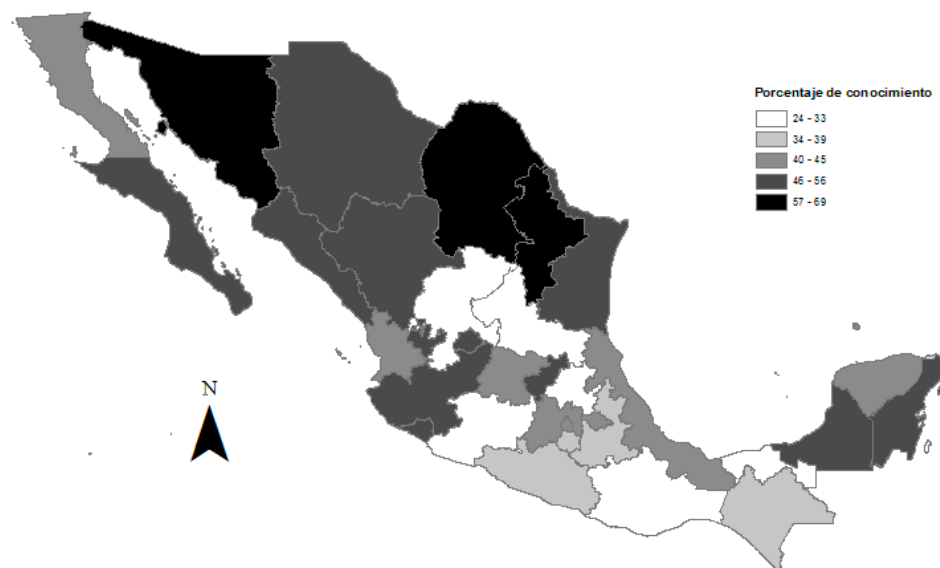 Porcentaje de conocimiento
24 - 33
34 - 39
40 - 45
46 - 56
57 - 69
N